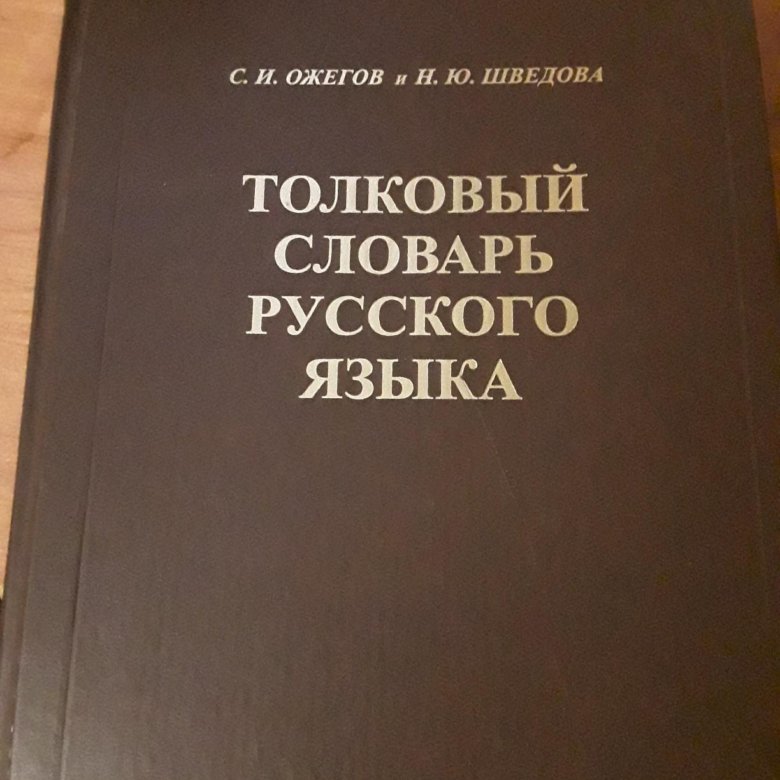 С. И. ОЖЕГОВ и Н. Ю. ШВЕДОВА
ТОЛКОВЫЙ
СЛОВАРЬ
РУССКОГО
ЯЗЫКА